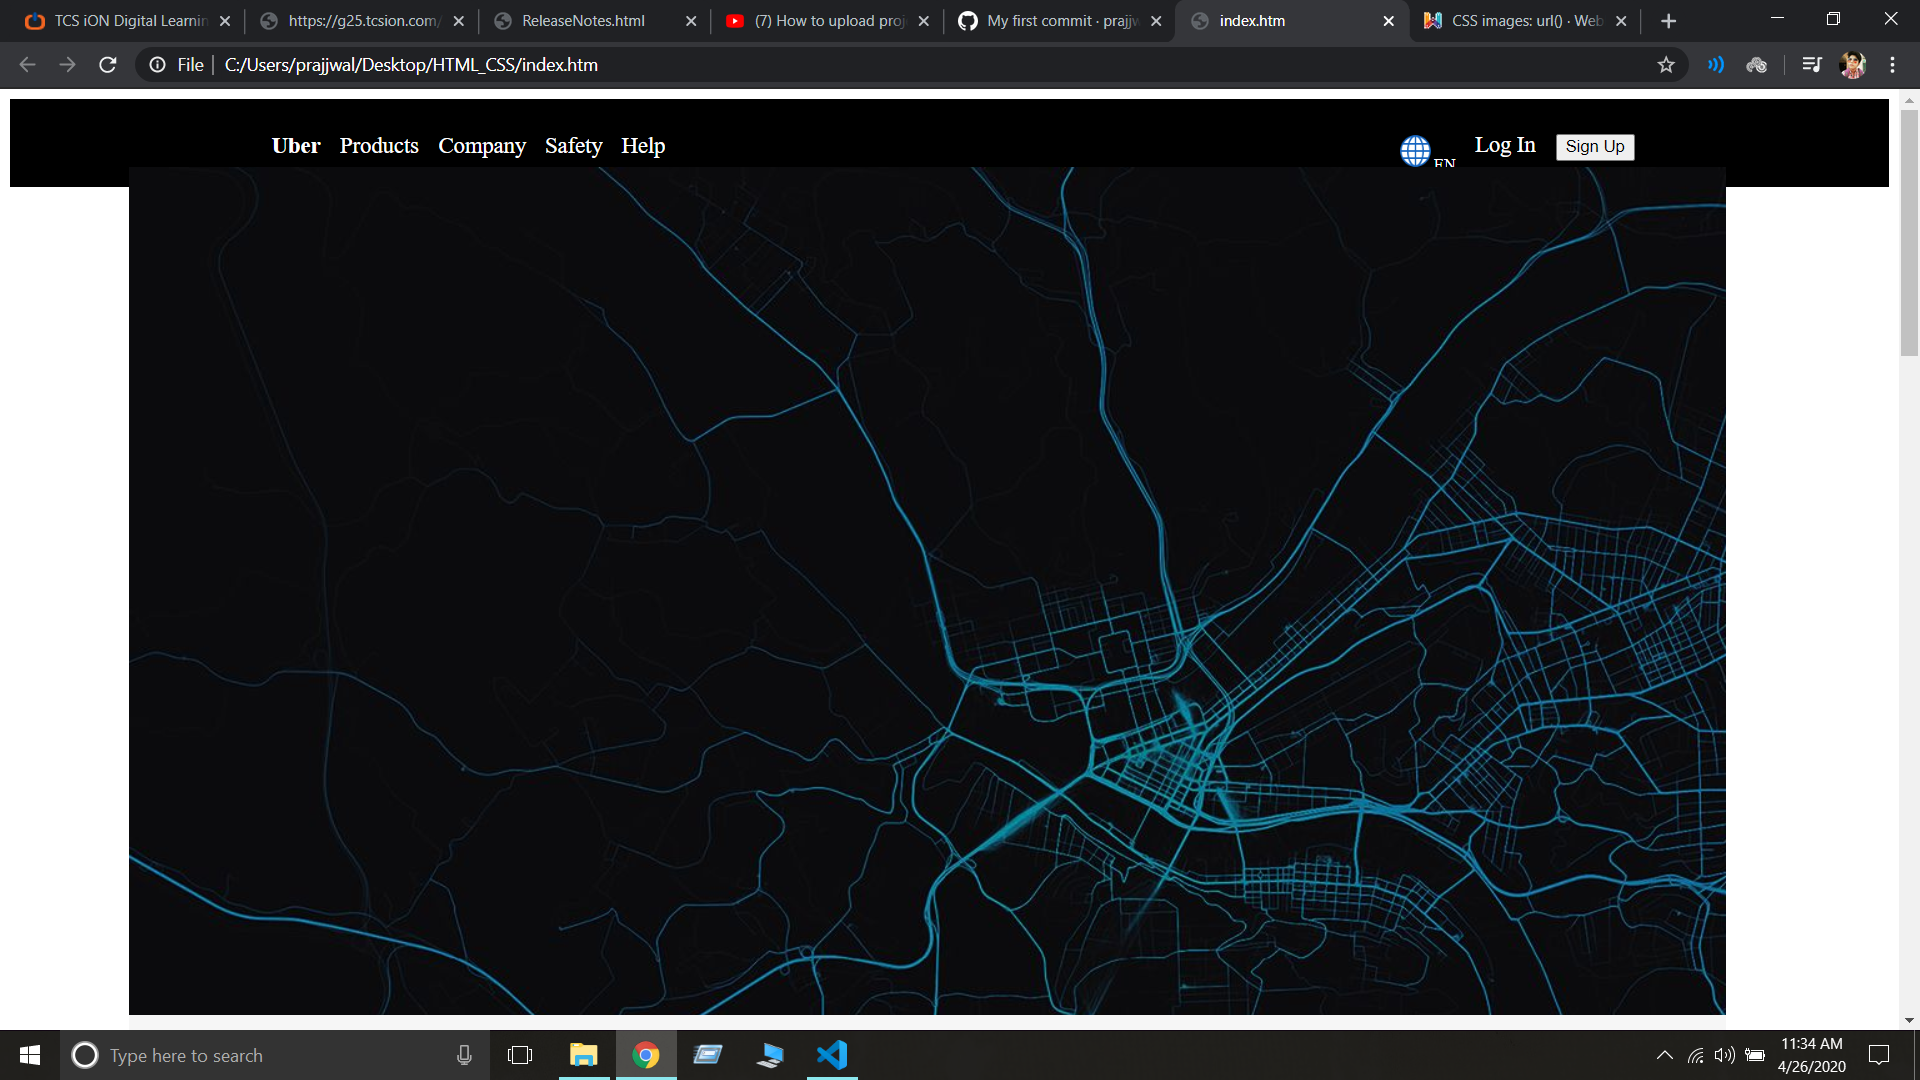 TCS iON Digital Learnin
https://g25.tcsion.com/
ReleaseNotes.html
(7) How to upload proj
My first commit · prajjw
index.htm
CSS images: url() · Web
File
C:/Users/prajjwal/Desktop/HTML_CSS/index.htm
Uber Products Company Safety Help
EN
Log In
Sign Up
Type here to search
11:34 AM
4/26/2020